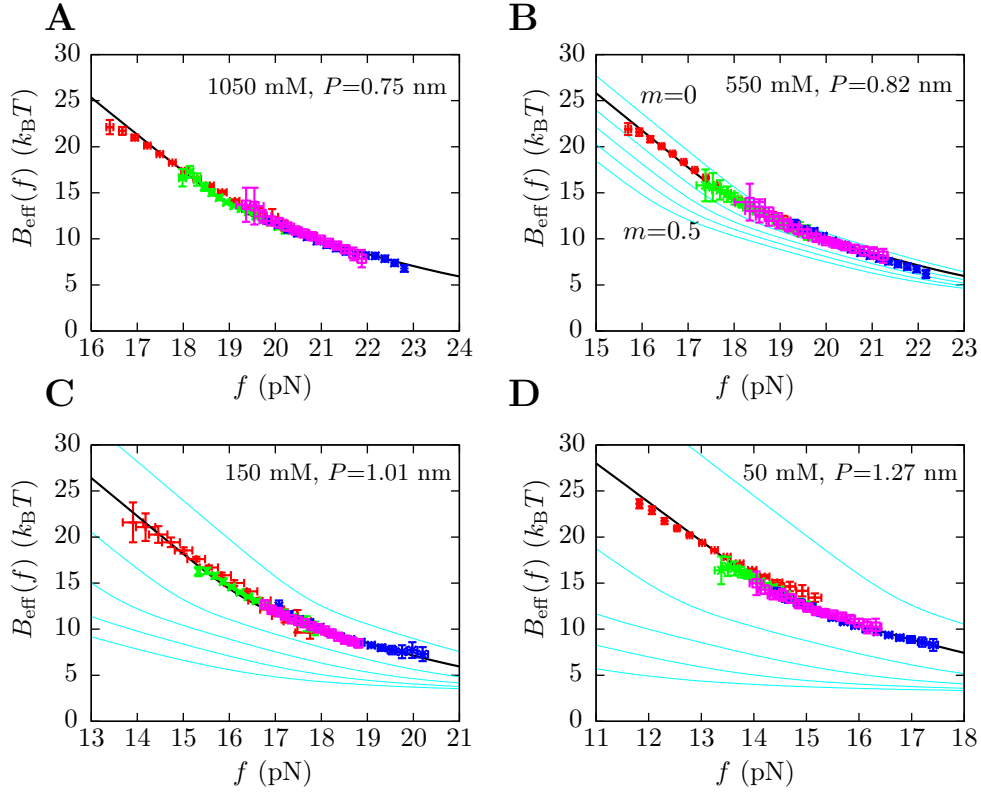 A
B
30
25
20
15
10
5
0
16 17 18 19 20 21 22 23 24
B_eff(f) (k_BT)
f (pN)
1050 mM, P=0.75 nm
30
25
20
15
10
5
0
15 16 17 18 19 20 21 22 23
B_eff(f) (k_BT)
f (pN)
550 mM, P=0.82 nm
m=0
m=0.5
C
D
30
25
20
15
10
5
0
13 14 15 16 17 18 19 20 21
B_eff(f) (k_BT)
f (pN)
150 mM, P=1.01 nm
30
25
20
15
10
5
0
11 12 13 14 15 16 17 18
B_eff(f) (k_BT)
f (pN)
50 mM, P=1.27 nm